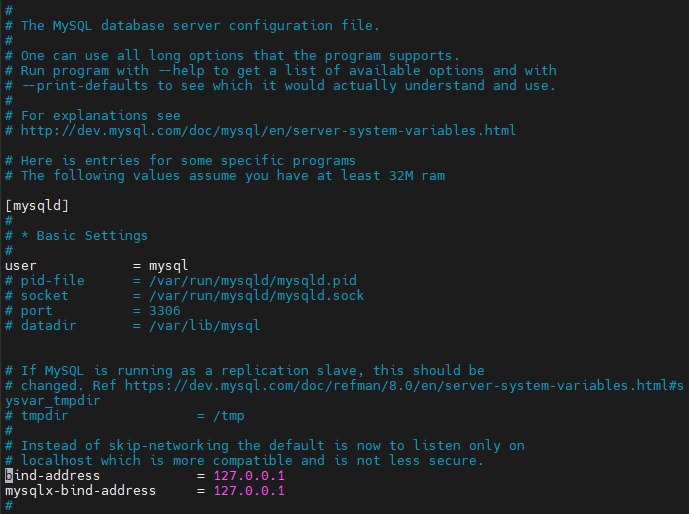 #
# The MySQL database server configuration file.
#
# One can use all long options that the program supports.
# Run program with --help to get a list of available options and with
# --print-defaults to see which it would actually understand and use.
#
# For explanations see
# http://dev.mysql.com/doc/mysql/en/server-system-variables.html

# Here is entries for some specific programs
# The following values assume you have at least 32M ram

[mysqld]
#
# * Basic Settings
#
user            = mysql
# pid-file      = /var/run/mysqld/mysqld.pid
# socket        = /var/run/mysqld/mysqld.sock
# port          = 3306
# datadir       = /var/lib/mysql


# If MySQL is running as a replication slave, this should be
# changed. Ref https://dev.mysql.com/doc/refman/8.0/en/server-system-variables.html#s
ysvar_tmpdir
# tmpdir                = /tmp
#
# Instead of skip-networking the default is now to listen only on
# localhost which is more compatible and is not less secure.
bind-address            = 127.0.0.1
mysqlx-bind-address     = 127.0.0.1
#